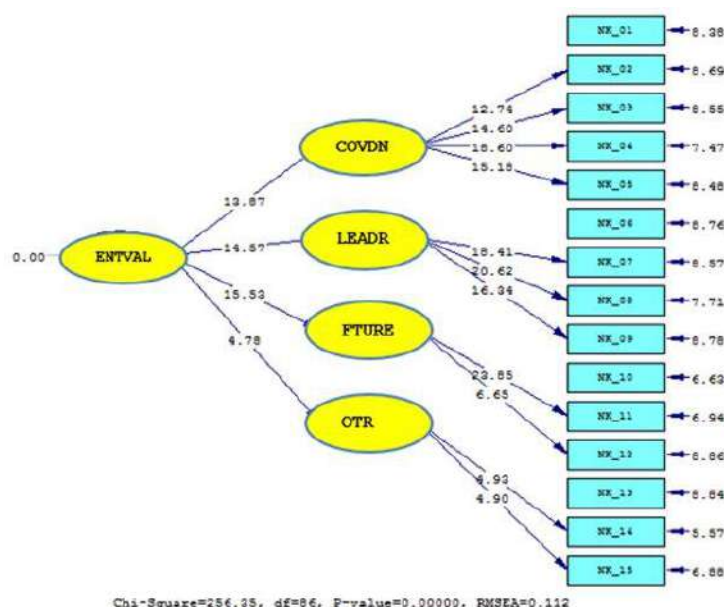 NK_01
8.38
NK_02
8.69
12.74
NK_03
8.55
14.60
COVDN
18.60
NK_04
7.47
15.18
NK_05
8.48
13.87
NK_06
8.76
LEADR
18.41
NK_07
8.57
0.00
ENTVAL
14.57
20.62
NK_08
7.71
16.34
15.53
NK_09
8.78
FTURE
4.78
23.85
NK_10
6.63
6.65
NK_11
6.94
OTR
NK_12
8.86
4.93
NK_13
8.84
4.90
NK_14
5.57
NK_15
6.88
Chi-Square=256.35, df=86, P-value=0.00000, RMSEA=0.112